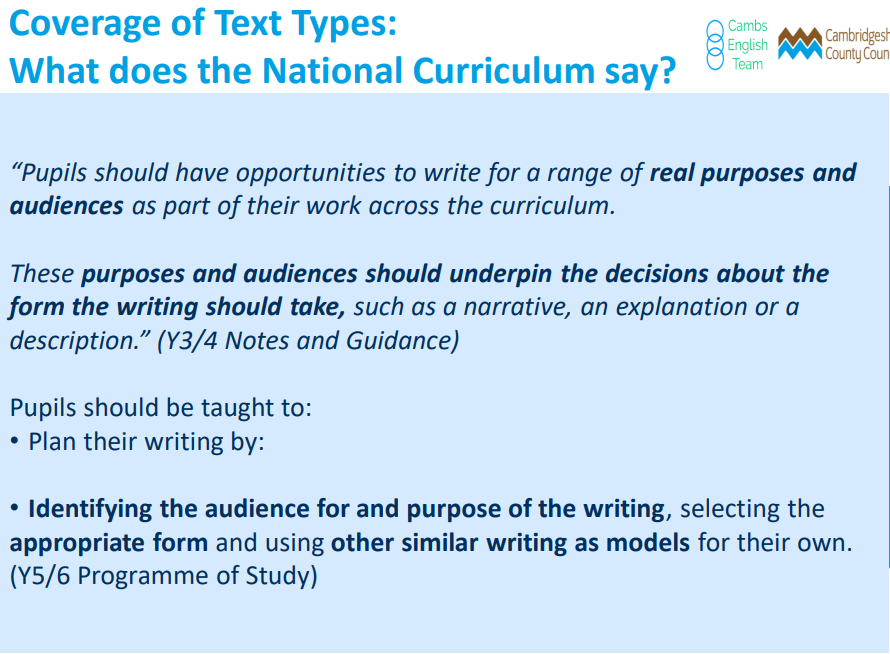 Coverage of Text Types:
What does the National Curriculum say?
Cambs
English
Team
Cambridgesh
County Coun
“Pupils should have opportunities to write for a range of real purposes and
audiences as part of their work across the curriculum.
These purposes and audiences should underpin the decisions about the
form the writing should take, such as a narrative, an explanation or a
description.” (Y3/4 Notes and Guidance)
Pupils should be taught to:
• Plan their writing by:
• Identifying the audience for and purpose of the writing, selecting the
appropriate form and using other similar writing as models for their own.
(Y5/6 Programme of Study)